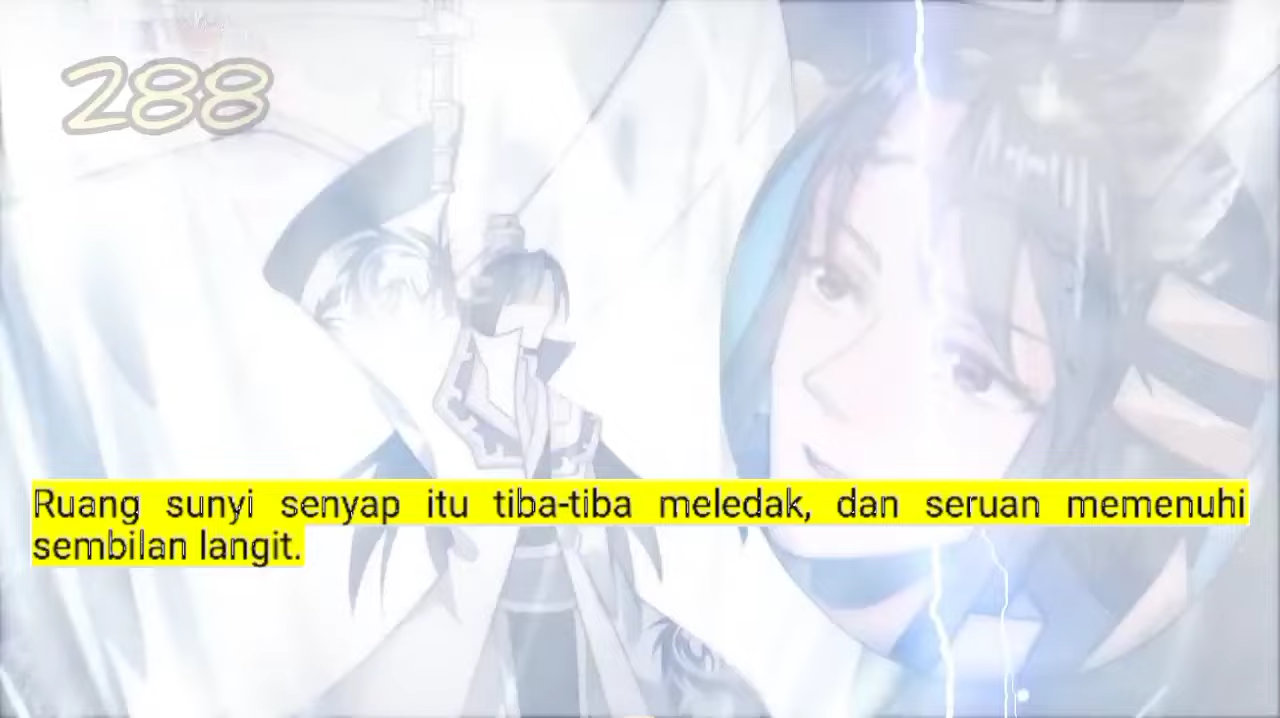 288
Ruang sunyi senyap itu tiba-tiba meledak, dan seruan memenuhi
sembilan langit.